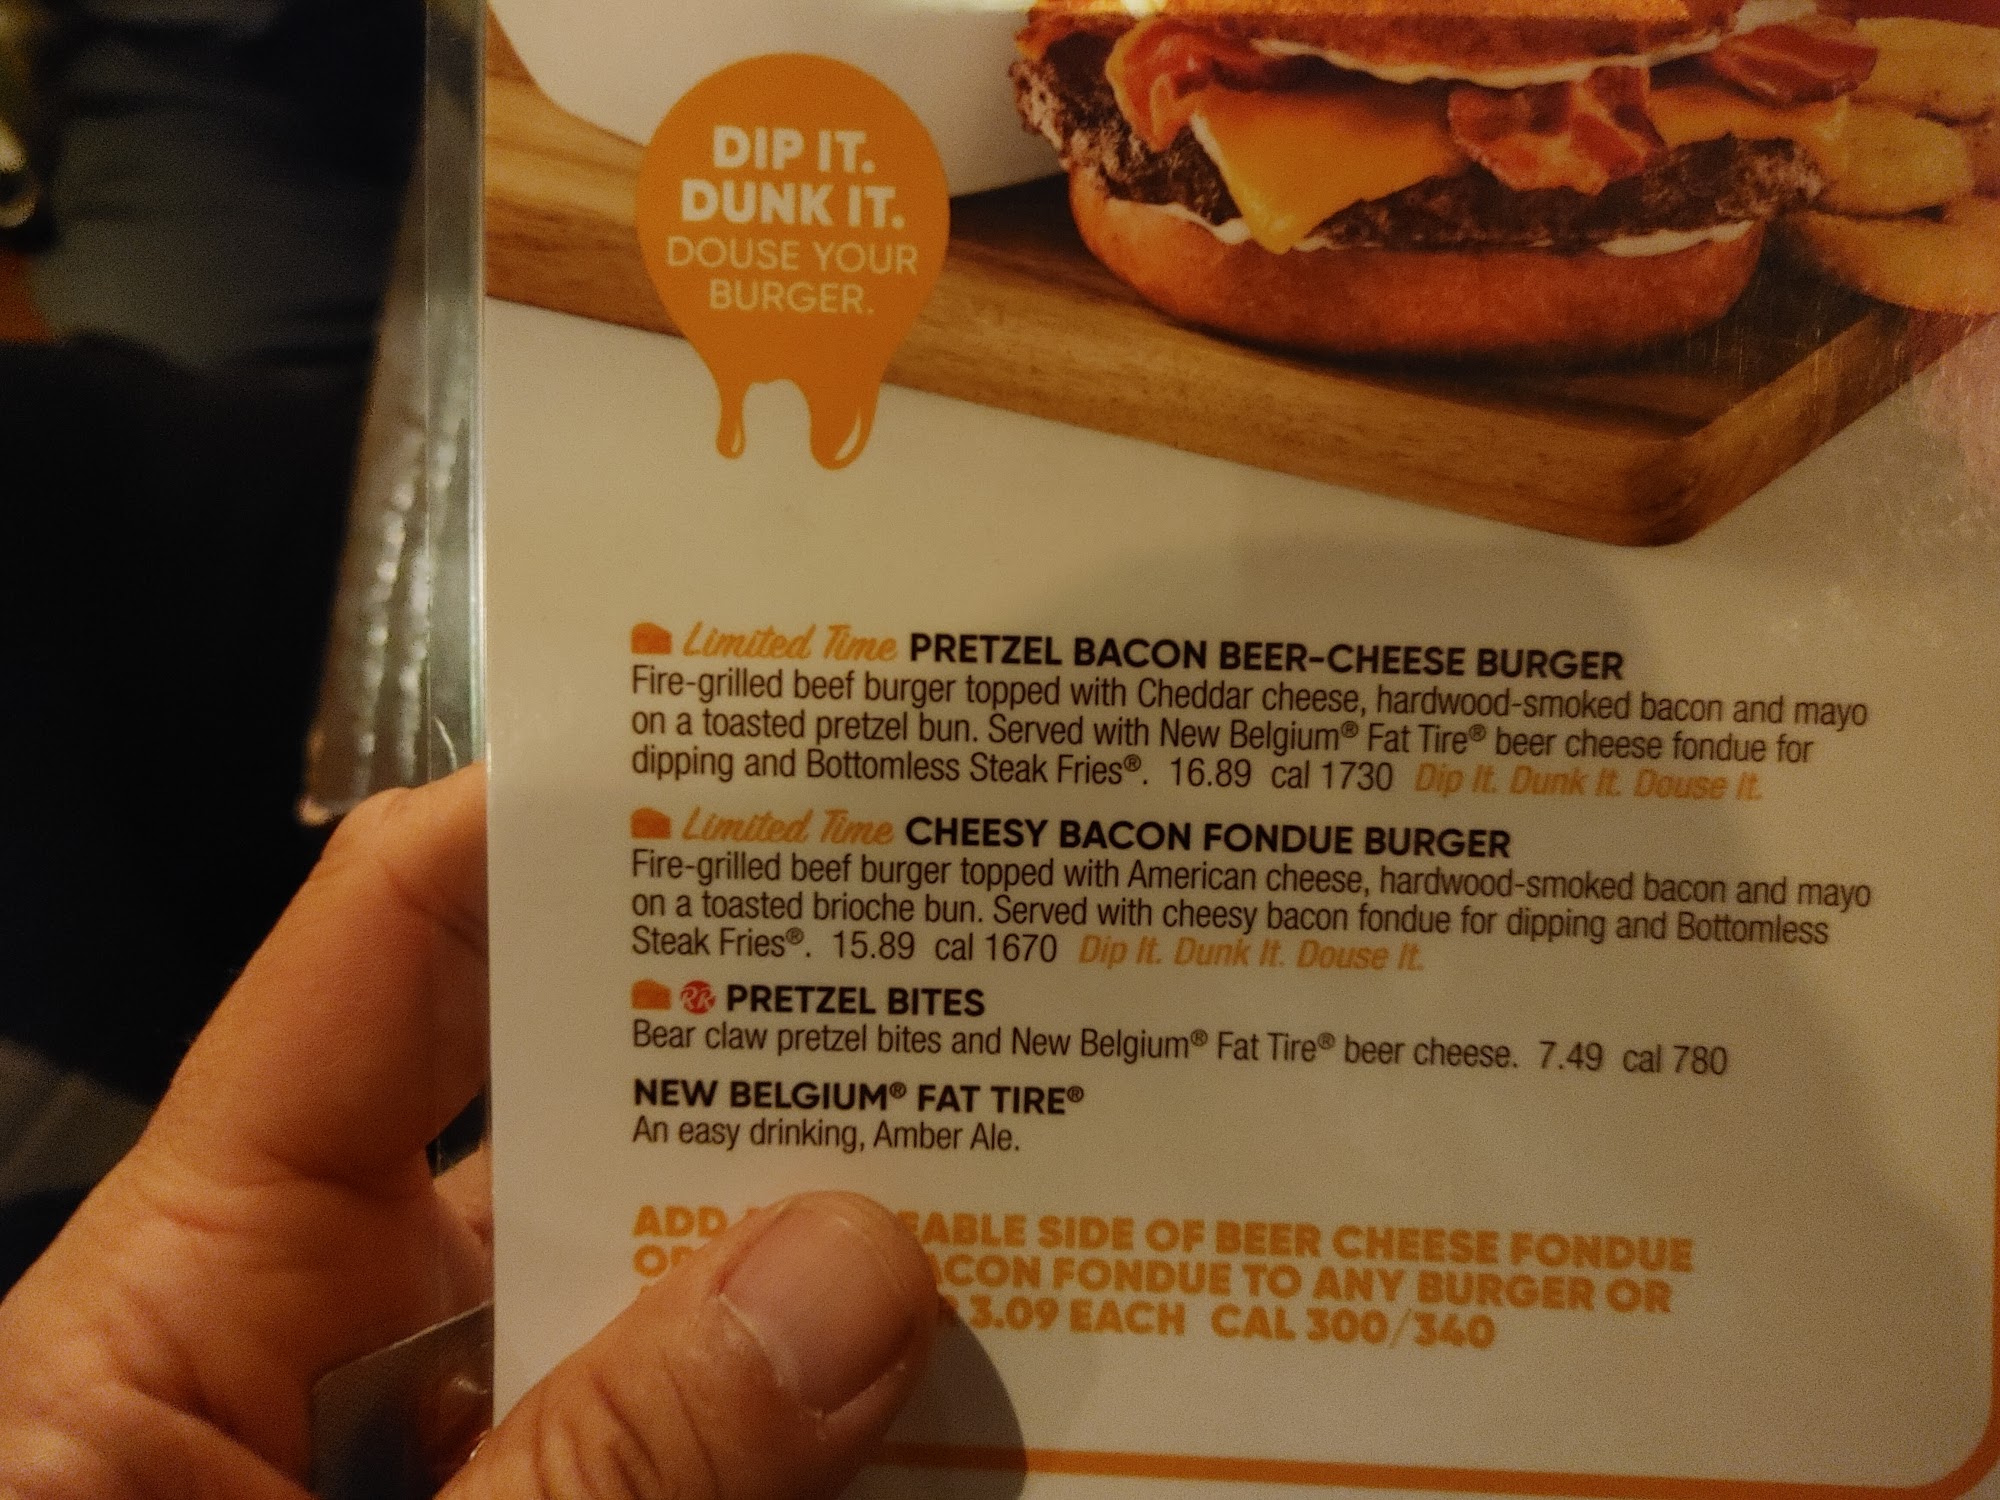 DIP IT.
DUNK IT.
DOUSE YOUR
BURGER.
Limited Time PRETZEL BACON BEER-CHEESE BURGER
Fire-grilled beef burger topped with Cheddar cheese, hardwood-smoked bacon and mayo
on a toasted pretzel bun. Served with New Belgium® Fat Tire® beer cheese fondue for
dipping and Bottomless Steak Fries®. 16.89 cal 1730 Dip It. Dunk It. Douse It.
Limited Time CHEESY BACON FONDUE BURGER
Fire-grilled beef burger topped with American cheese, hardwood-smoked bacon and mayo
on a toasted brioche bun. Served with cheesy bacon fondue for dipping and Bottomless
Steak Fries®. 15.89 cal 1670 Dip It. Dunk It. Douse It.
RR PRETZEL BITES
Bear claw pretzel bites and New Belgium® Fat Tire® beer cheese. 7.49 cal 780
NEW BELGIUM® FAT TIRE®
An easy drinking, Amber Ale.
ADD SIDE OF BEER CHEESE FONDUE
FONDUE TO ANY BURGER OR
3.09 EACH CAL 300/340